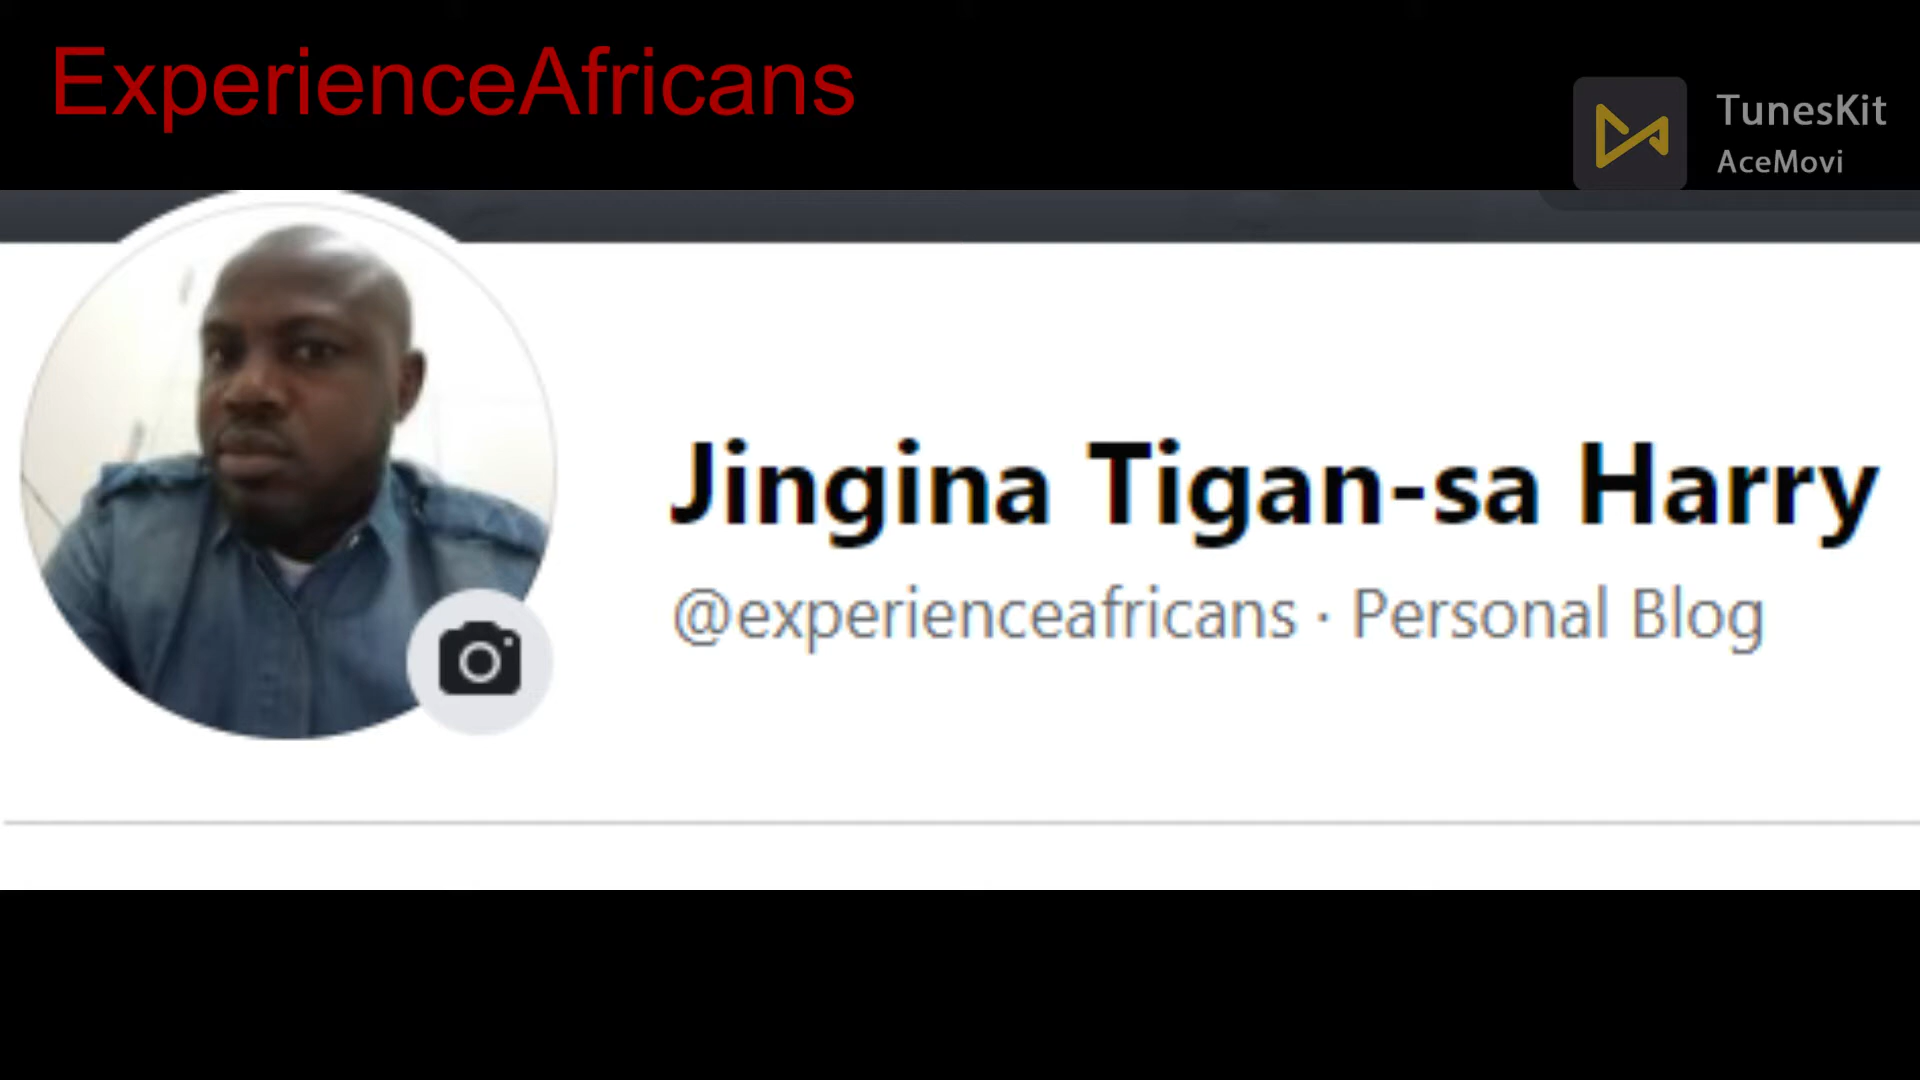 ExperienceAfricans
TunesKit
AceMovi
Jingina Tigan-sa Harry
@experienceafricans · Personal Blog